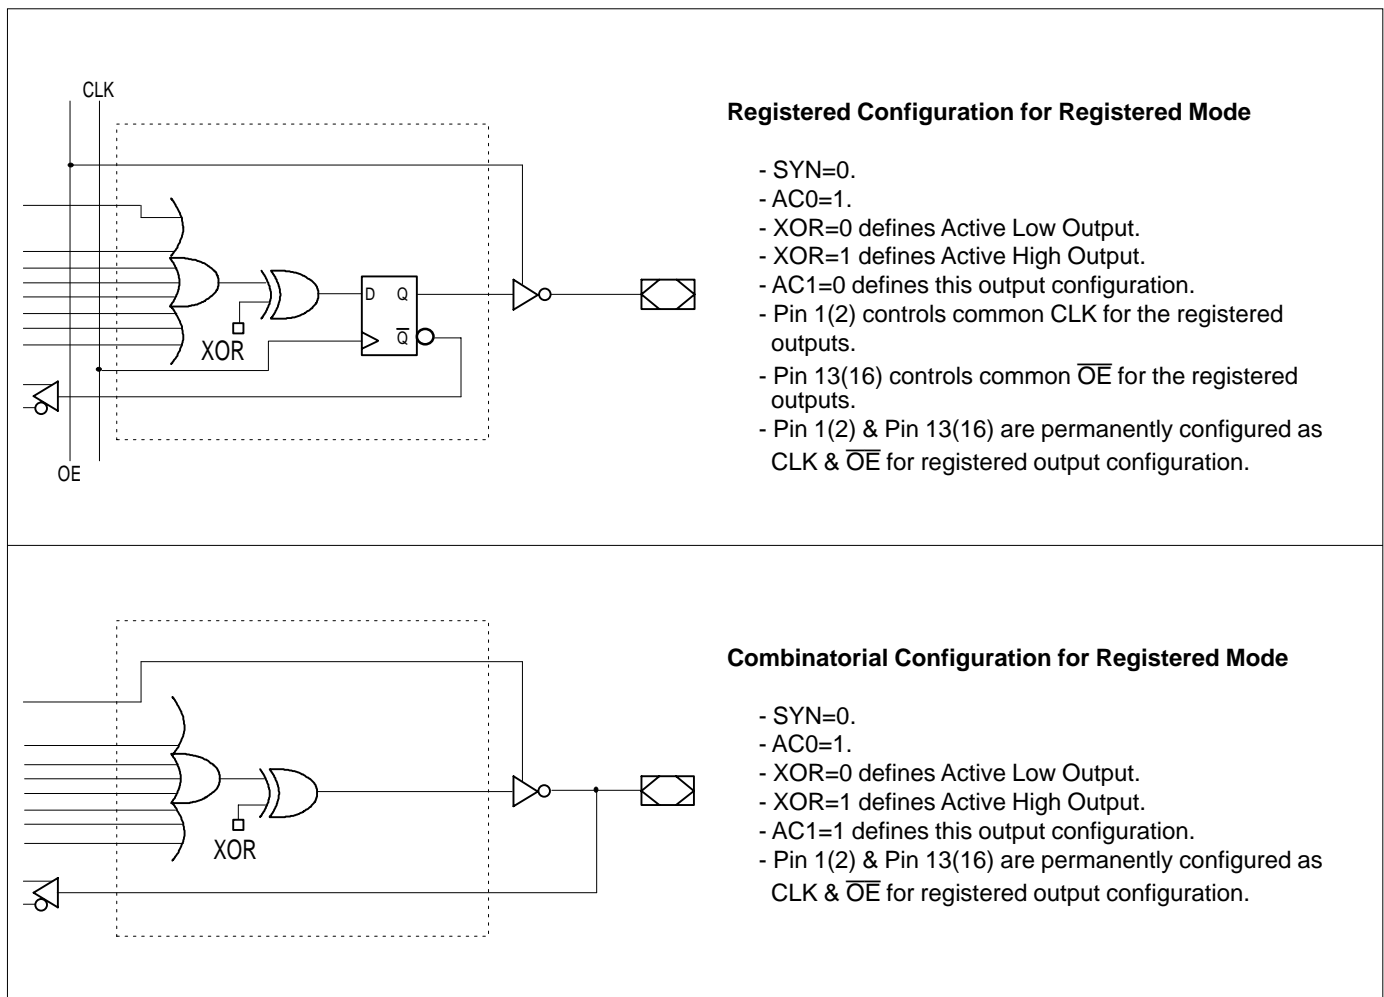 CLK
D Q
Q̅
XOR
OE
Registered Configuration for Registered Mode
- SYN=0.
- AC0=1.
- XOR=0 defines Active Low Output.
- XOR=1 defines Active High Output.
- AC1=0 defines this output configuration.
- Pin 1(2) controls common CLK for the registered
outputs.
- Pin 13(16) controls common O̅E̅ for the registered
outputs.
- Pin 1(2) & Pin 13(16) are permanently configured as
CLK & O̅E̅ for registered output configuration.
XOR
Combinatorial Configuration for Registered Mode
- SYN=0.
- AC0=1.
- XOR=0 defines Active Low Output.
- XOR=1 defines Active High Output.
- AC1=1 defines this output configuration.
- Pin 1(2) & Pin 13(16) are permanently configured as
CLK & O̅E̅ for registered output configuration.